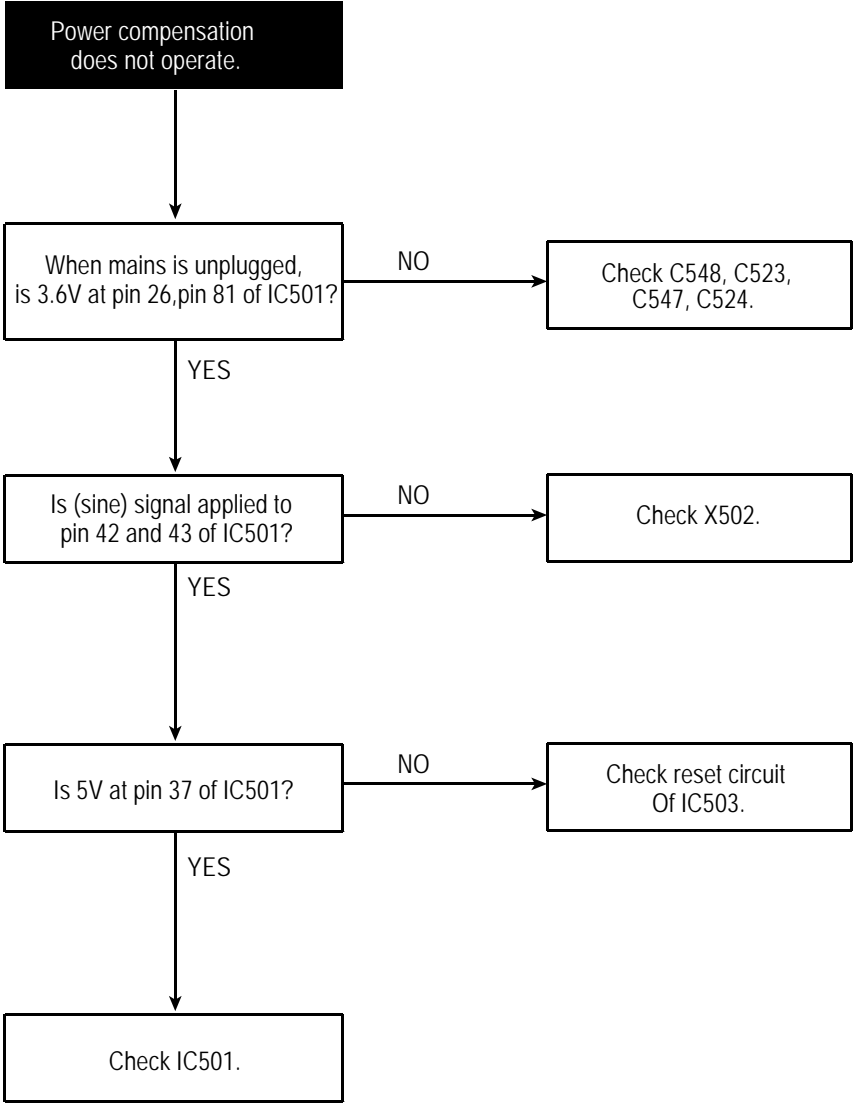 Power compensation
does not operate.
When mains is unplugged,
is 3.6V at pin 26,pin 81 of IC501?
NO
Check C548, C523,
C547, C524.
YES
Is (sine) signal applied to
pin 42 and 43 of IC501?
NO
Check X502.
YES
Is 5V at pin 37 of IC501?
NO
Check reset circuit
Of IC503.
YES
Check IC501.